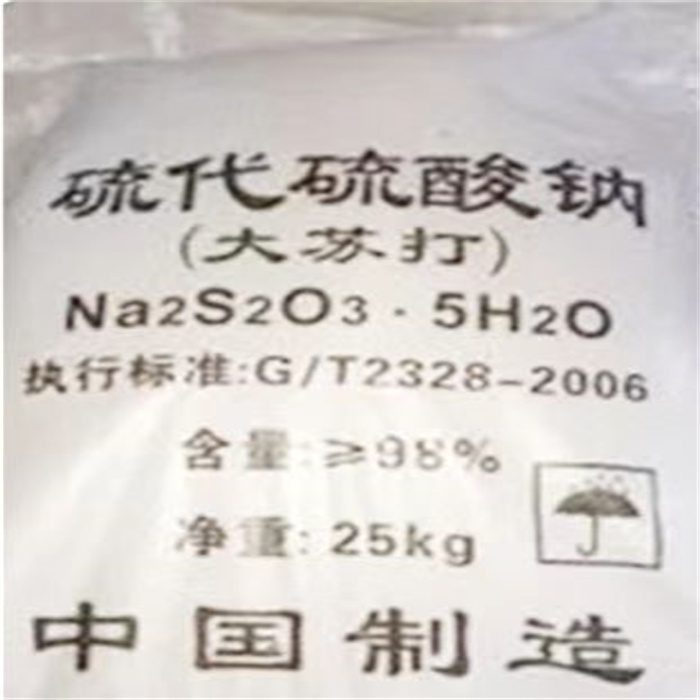 硫代硫酸钠
(大苏打)
Na2S2O3·5H2O
执行标准:G/T2328-2006
含量:≥98%
净重:25kg
中国制造